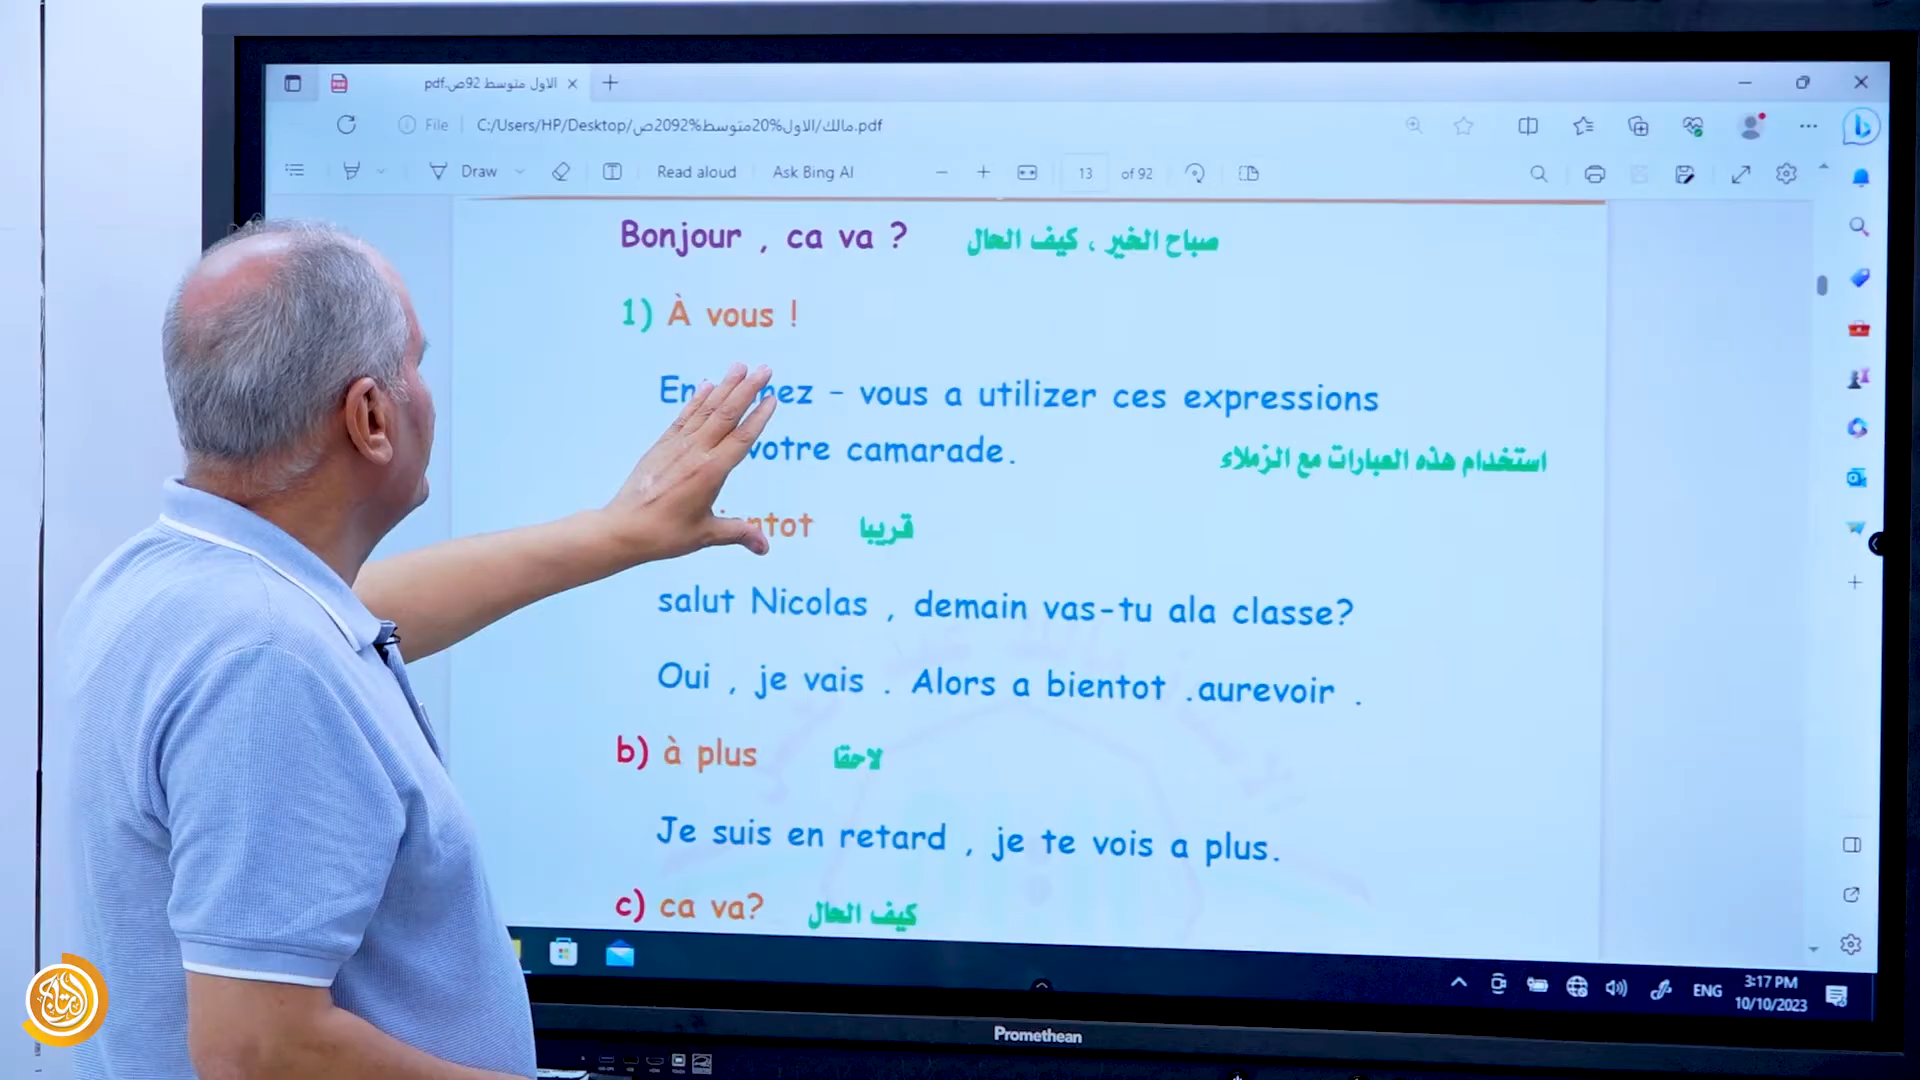 الاول متوسط 92ص.pdf
File C:/Users/HP/Desktop/مالك/الاول%20متوسط%2092ص.pdf
Draw Read aloud Ask Bing AI 13 of 92
Bonjour , ca va ? صباح الخير ، كيف الحال
1) À vous !
vous a utilizer ces expressions
votre camarade. استخدام هذه العبارات مع الزملاء
قريبا
salut Nicolas , demain vas-tu ala classe?
Oui , je vais . Alors a bientot .aurevoir .
b) à plus لاحقا
Je suis en retard , je te vois a plus.
c) ca va? كيف الحال
ENG 3:17 PM
10/10/2023
Promethean